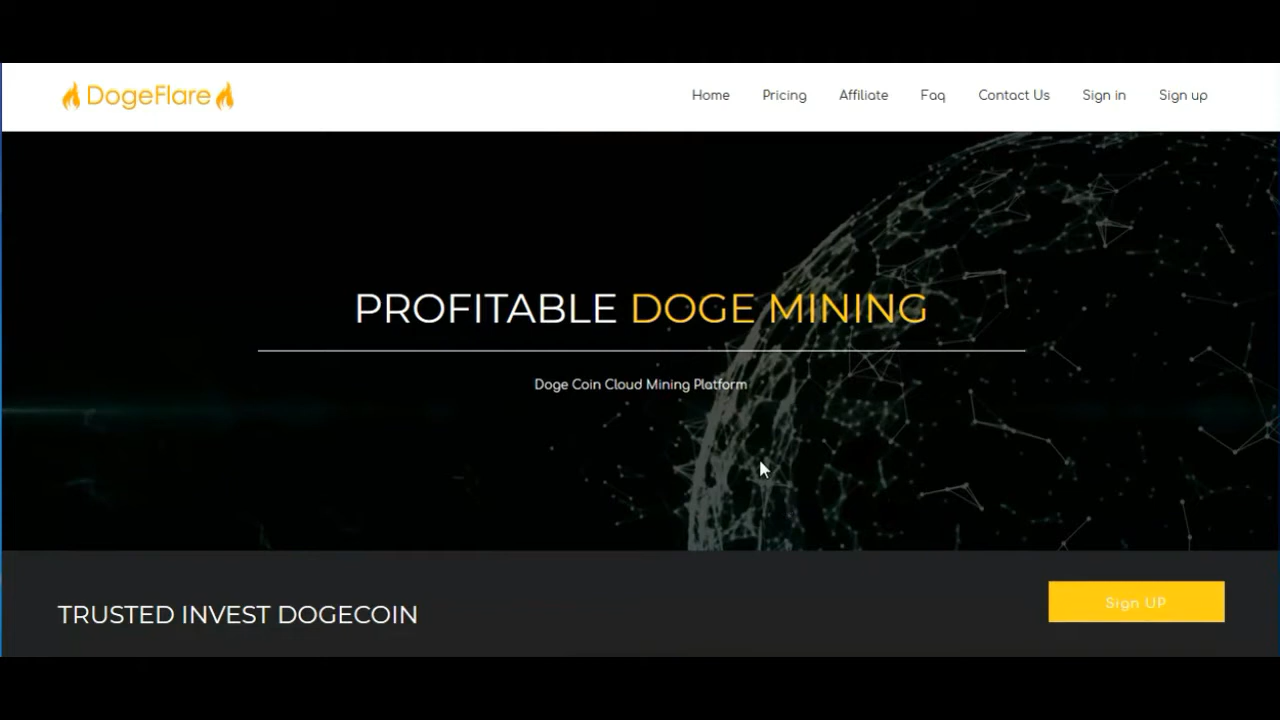 DogeFlare
Home Pricing Affiliate Faq Contact Us Sign in Sign up
PROFITABLE DOGE MINING
Doge Coin Cloud Mining Platform
TRUSTED INVEST DOGECOIN
Sign UP